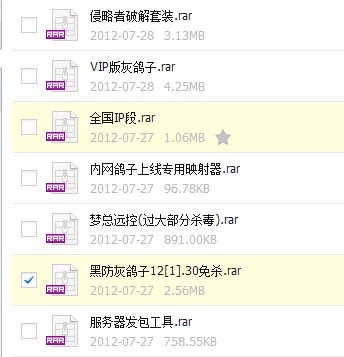 侵略者破解套装.rar
2012-07-28 3.13MB
RAR
VIP版灰鸽子.rar
2012-07-28 4.25MB
RAR
全国IP段.rar
2012-07-27 1.06MB
RAR
内网鸽子上线专用映射器.rar
2012-07-27 96.78KB
RAR
梦总远控(过大部分杀毒).rar
2012-07-27 891.00KB
RAR
黑防灰鸽子12[1].30免杀.rar
2012-07-27 2.56MB
RAR
服务器发包工具.rar
2012-07-27 758.55KB
RAR